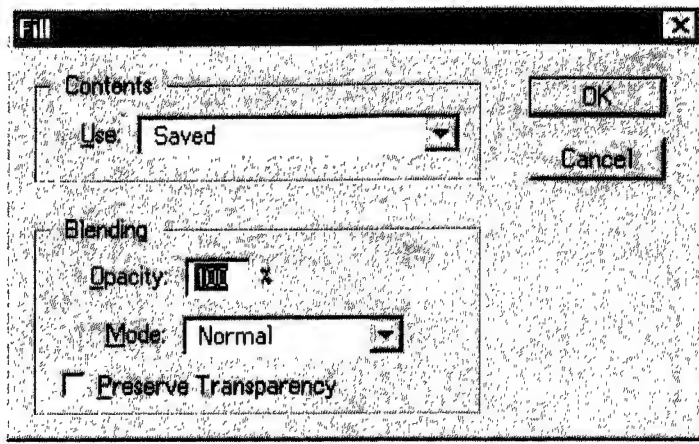 Fill
Contents
OK
Use: Saved
Cancel
Blending
Opacity: 100 %
Mode: Normal
Preserve Transparency